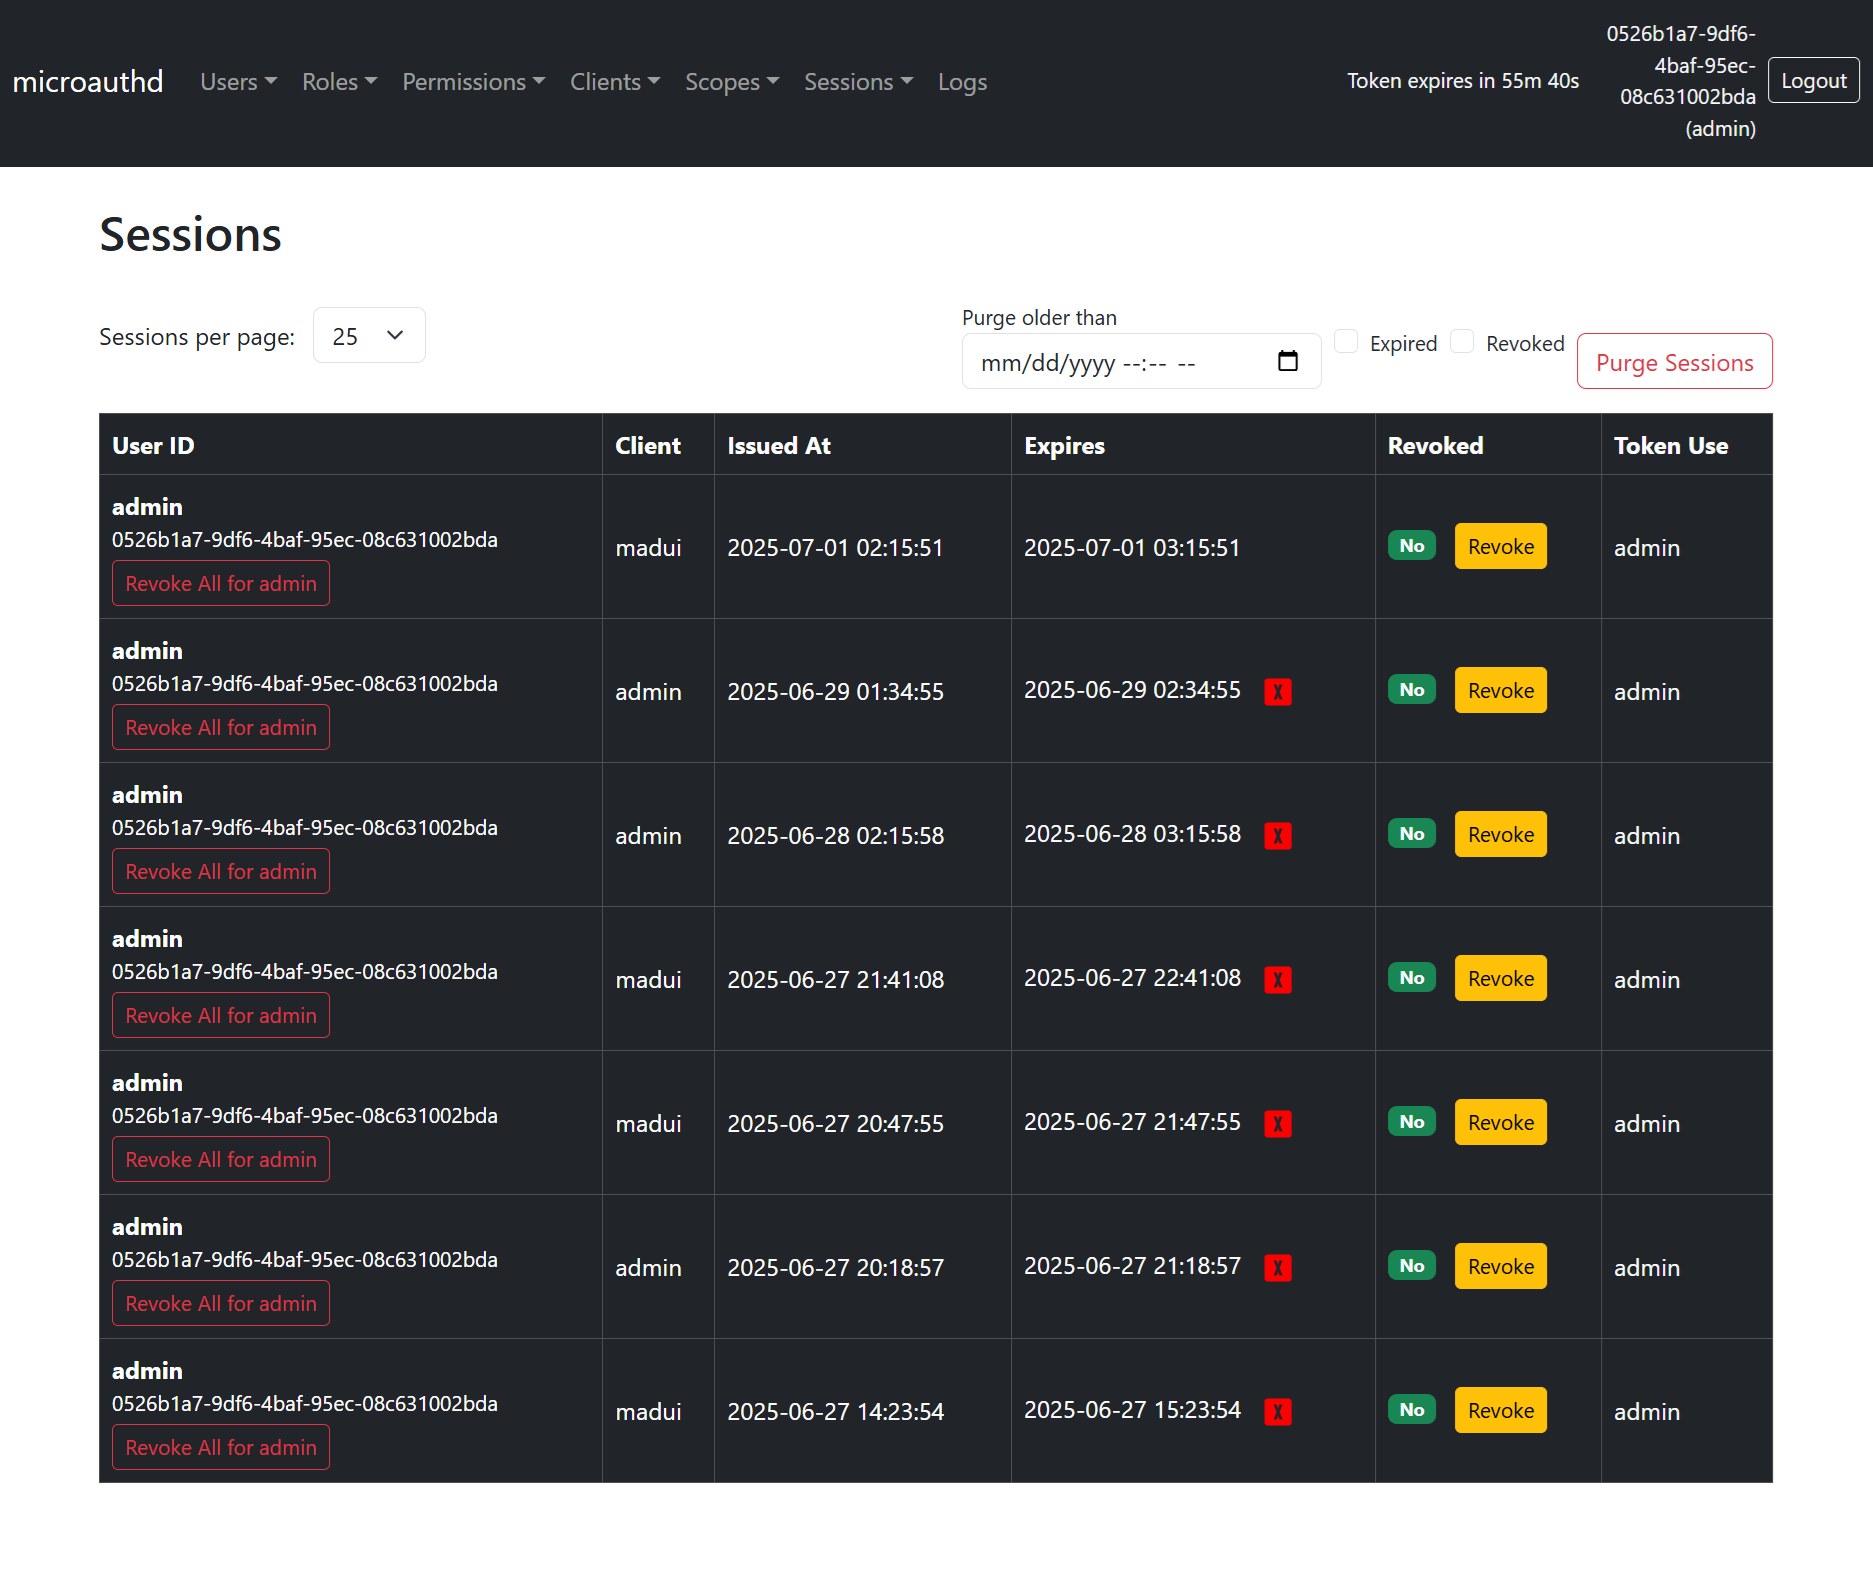 microauthd Users Roles Permissions Clients Scopes Sessions Logs Token expires in 55m 40s
0526b1a7-9df6-
4baf-95ec-
08c631002bda
(admin)
Logout
Sessions
Sessions per page: 25
Purge older than
mm/dd/yyyy --:-- --
Expired Revoked Purge Sessions
User ID Client Issued At Expires Revoked Token Use
admin
0526b1a7-9df6-4baf-95ec-08c631002bda
Revoke All for admin
madui 2025-07-01 02:15:51 2025-07-01 03:15:51 No Revoke admin
admin
0526b1a7-9df6-4baf-95ec-08c631002bda
Revoke All for admin
admin 2025-06-29 01:34:55 2025-06-29 02:34:55 X No Revoke admin
admin
0526b1a7-9df6-4baf-95ec-08c631002bda
Revoke All for admin
admin 2025-06-28 02:15:58 2025-06-28 03:15:58 X No Revoke admin
admin
0526b1a7-9df6-4baf-95ec-08c631002bda
Revoke All for admin
madui 2025-06-27 21:41:08 2025-06-27 22:41:08 X No Revoke admin
admin
0526b1a7-9df6-4baf-95ec-08c631002bda
Revoke All for admin
madui 2025-06-27 20:47:55 2025-06-27 21:47:55 X No Revoke admin
admin
0526b1a7-9df6-4baf-95ec-08c631002bda
Revoke All for admin
admin 2025-06-27 20:18:57 2025-06-27 21:18:57 X No Revoke admin
admin
0526b1a7-9df6-4baf-95ec-08c631002bda
Revoke All for admin
madui 2025-06-27 14:23:54 2025-06-27 15:23:54 X No Revoke admin